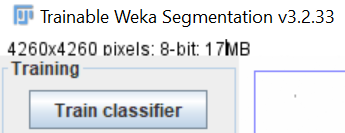 Trainable Weka Segmentation v3.2.33
4260x4260 pixels: 8-bit: 17MB
Training
Train classifier